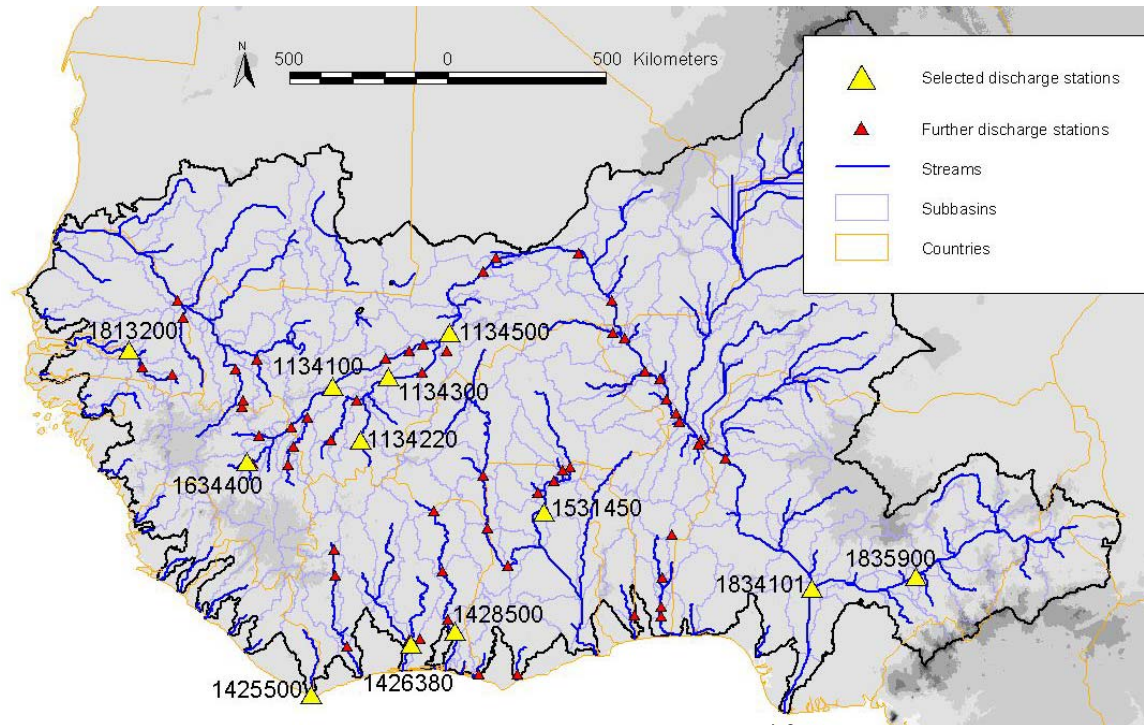 N
500 0 500 Kilometers
Selected discharge stations
Further discharge stations
Streams
Subbasins
Countries
1813200
1134500
1134100
1134300
1134220
1634400
1531450
1835900
1834101
1428500
1426380
1425500